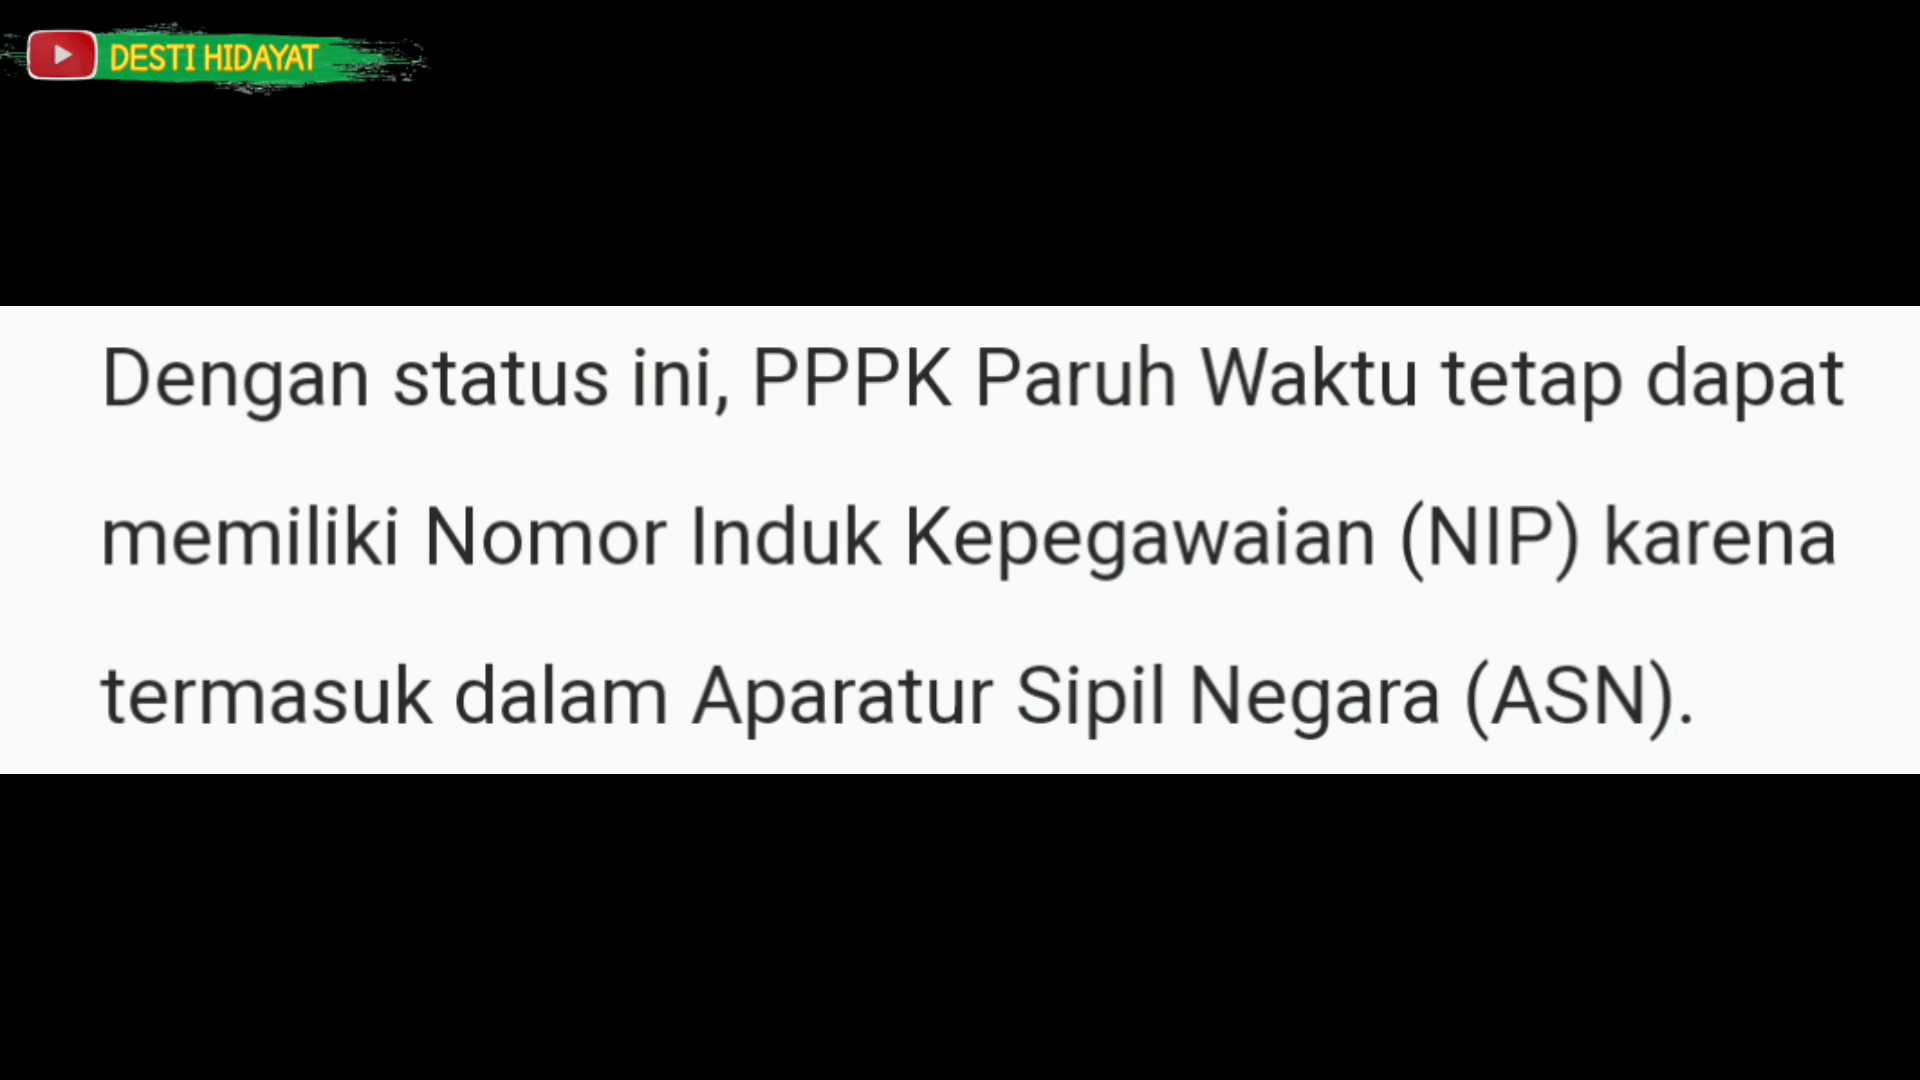 DESTI HIDAYAT
Dengan status ini, PPPK Paruh Waktu tetap dapat
memiliki Nomor Induk Kepegawaian (NIP) karena
termasuk dalam Aparatur Sipil Negara (ASN).